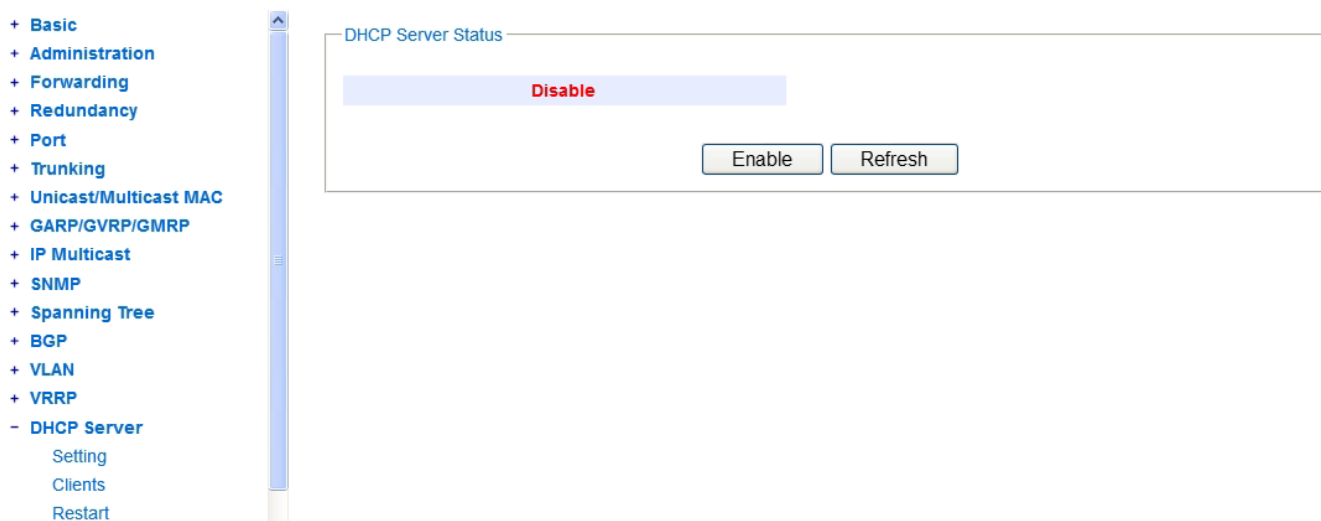 + Basic
+ Administration
+ Forwarding
+ Redundancy
+ Port
+ Trunking
+ Unicast/Multicast MAC
+ GARP/GVRP/GMRP
+ IP Multicast
+ SNMP
+ Spanning Tree
+ BGP
+ VLAN
+ VRRP
- DHCP Server
Setting
Clients
Restart
DHCP Server Status
Disable
Enable Refresh